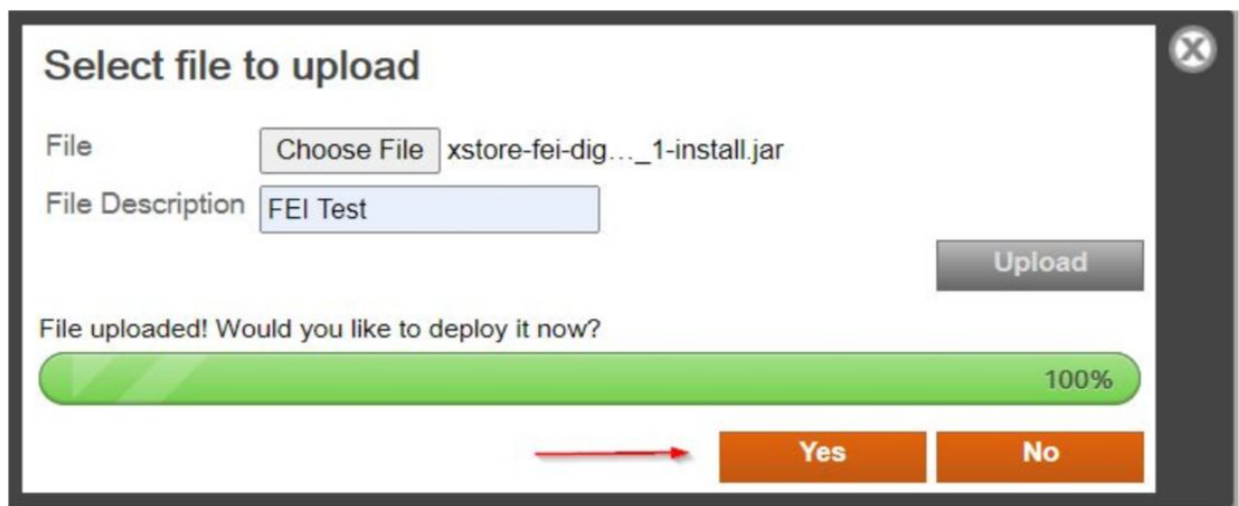 Select file to upload
File Choose File xstore-fei-dig..._1-install.jar
File Description FEI Test
Upload
File uploaded! Would you like to deploy it now?
100%
Yes No